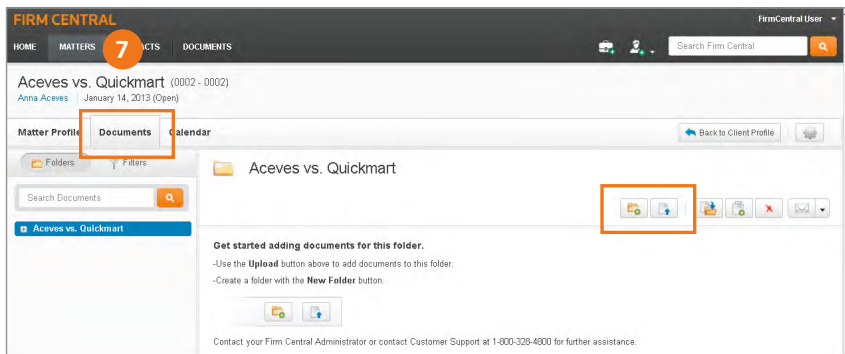 FIRM CENTRAL
FirmCentral User
HOME MATTERS 7 ACTS DOCUMENTS
Search Firm Central
Aceves vs. Quickmart (0002 - 0002)
Anna Aceves January 14, 2013 (Open)
Matter Profile Documents Calendar
Back to Client Profile
Folders Filters
Aceves vs. Quickmart
Search Documents
Aceves vs. Quickmart
Get started adding documents for this folder.
-Use the Upload button above to add documents to this folder.
-Create a folder with the New Folder button.
Contact your Firm Central Administrator or contact Customer Support at 1-800-328-4800 for further assistance.